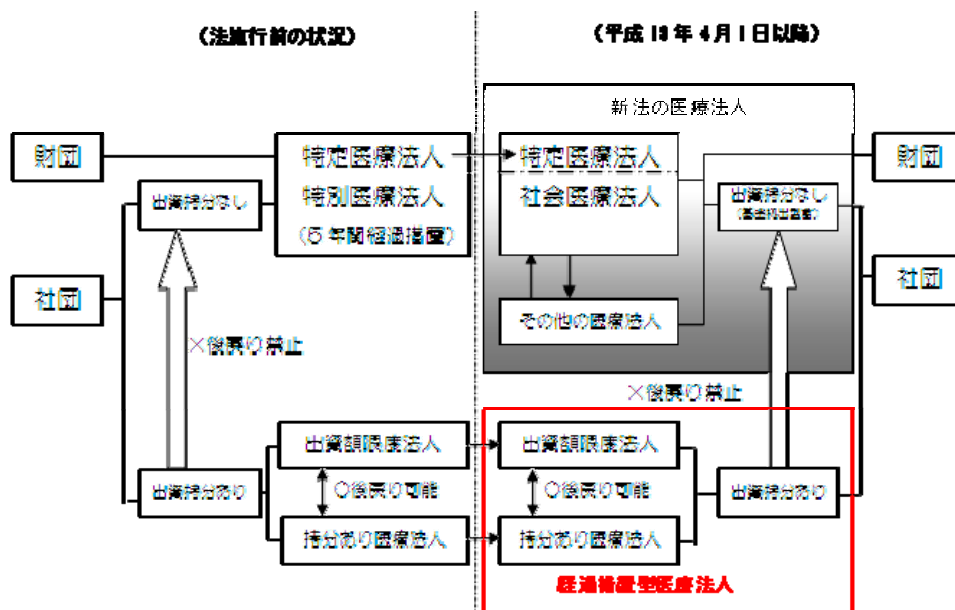 （法施行前の状況）
（平成19年4月1日以降）
新法の医療法人
財団
特定医療法人
特別医療法人
（5年間経過措置）
出資持分なし
社団
×後戻り禁止
出資持分あり
出資額限度法人
○後戻り可能
持分あり医療法人
特定医療法人
社会医療法人
その他の医療法人
出資持分なし
財団
社団
×後戻り禁止
出資額限度法人
○後戻り可能
持分あり医療法人
出資持分あり
経過措置型医療法人